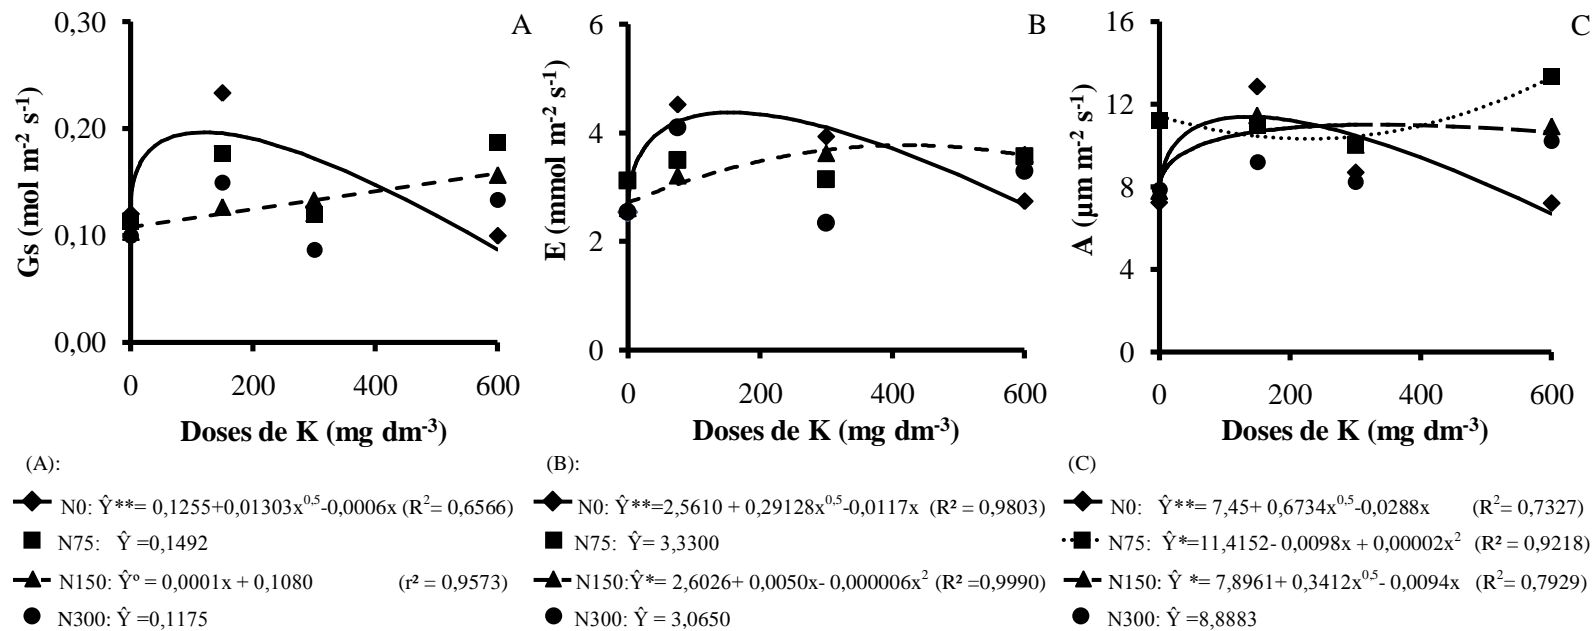 A
0,30
0,20
0,10
0,00
Gs (mol m-2 s-1)
0 200 400 600
Doses de K (mg dm-3)
B
6
4
2
0
E (mmol m-2 s-1)
0 200 400 600
Doses de K (mg dm-3)
C
16
12
8
4
0
A (µm m-2 s-1)
0 200 400 600
Doses de K (mg dm-3)
(A):
N0: Ŷ**= 0,1255+0,01303x0,5-0,0006x (R2= 0,6566)
N75: Ŷ =0,1492
N150: Ŷº = 0,0001x + 0,1080 (r² = 0,9573)
N300: Ŷ =0,1175
(B):
N0: Ŷ**=2,5610 + 0,29128x0,5-0,0117x (R² = 0,9803)
N75: Ŷ= 3,3300
N150:Ŷ*= 2,6026+ 0,0050x- 0,000006x2 (R² =0,9990)
N300: Ŷ = 3,0650
(C)
N0: Ŷ**= 7,45+ 0,6734x0,5-0,0288x (R2= 0,7327)
N75: Ŷ*=11,4152- 0,0098x + 0,00002x2 (R² = 0,9218)
N150: Ŷ *= 7,8961+ 0,3412x0,5- 0,0094x (R2= 0,7929)
N300: Ŷ =8,8883